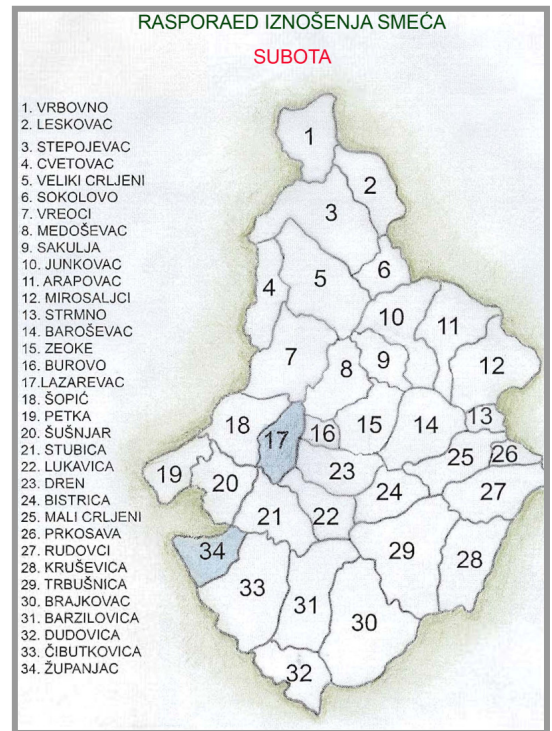 RASPORAED IZNOŠENJA SMEĆA
SUBOTA
1. VRBOVNO
2. LESKOVAC
3. STEPOJEVAC
4. CVETOVAC
5. VELIKI CRLJENI
6. SOKOLOVO
7. VREOCI
8. MEDOŠEVAC
9. SAKULJA
10. JUNKOVAC
11. ARAPOVAC
12. MIROSALJCI
13. STRMNO
14. BAROŠEVAC
15. ZEOKE
16. BUROVO
17.LAZAREVAC
18. ŠOPIĆ
19. PETKA
20. ŠUŠNJAR
21. STUBICA
22. LUKAVICA
23. DREN
24. BISTRICA
25. MALI CRLJENI
26. PRKOSAVA
27. RUDOVCI
28. KRUŠEVICA
29. TRBUŠNICA
30. BRAJKOVAC
31. BARZILOVICA
32. DUDOVICA
33. ČIBUTKOVICA
34. ŽUPANJAC
1
2
3
6
4
5
10
11
7
8
9
12
18
17
16
15
14
13
19
20
23
25
26
24
27
21
22
34
33
31
29
28
30
32